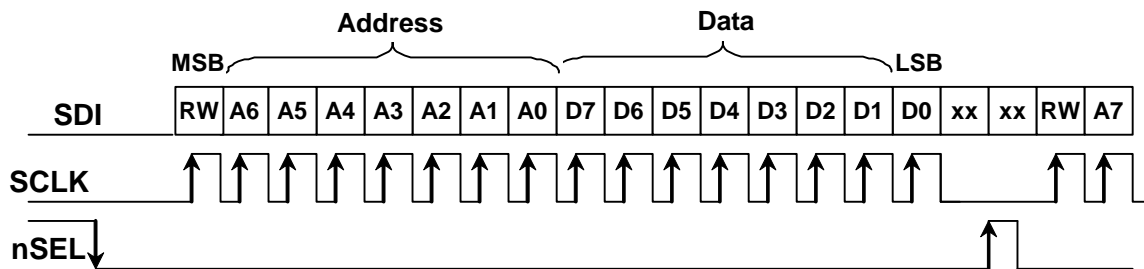 Address Data
MSB LSB
SDI RW A6 A5 A4 A3 A2 A1 A0 D7 D6 D5 D4 D3 D2 D1 D0 xx xx RW A7
SCLK
nSEL